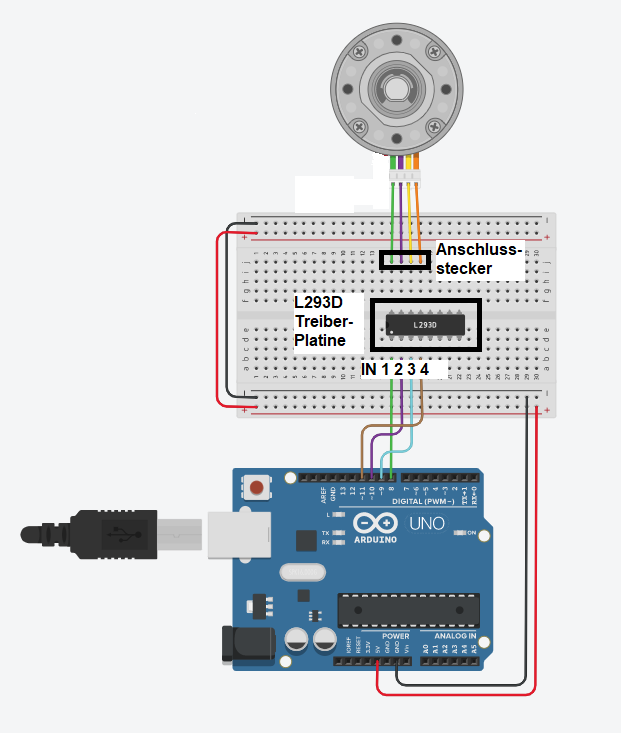 Anschluss-
stecker
L293D
Treiber-
Platine
L293D
IN 1 2 3 4
AREF
GND
13
12
~11
~10
~9
8
7
~6
~5
4
~3
2
TX→1
RX←0
DIGITAL (PWM~)
L
TX
RX
ARDUINO
UNO
ON
POWER
ANALOG IN
IOREF
RESET
3.3V
5V
GND
GND
Vin
A0
A1
A2
A3
A4
A5